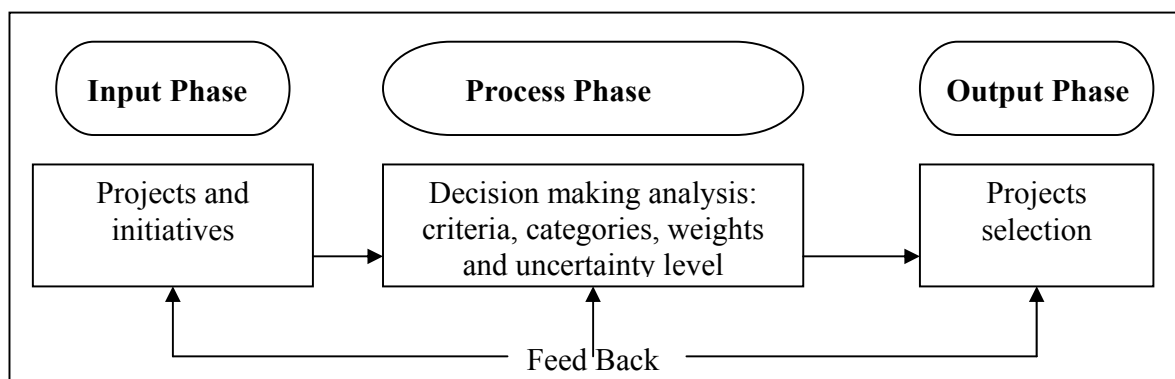 Input Phase
Process Phase
Output Phase
Projects and
initiatives
Decision making analysis:
criteria, categories, weights
and uncertainty level
Projects
selection
Feed Back